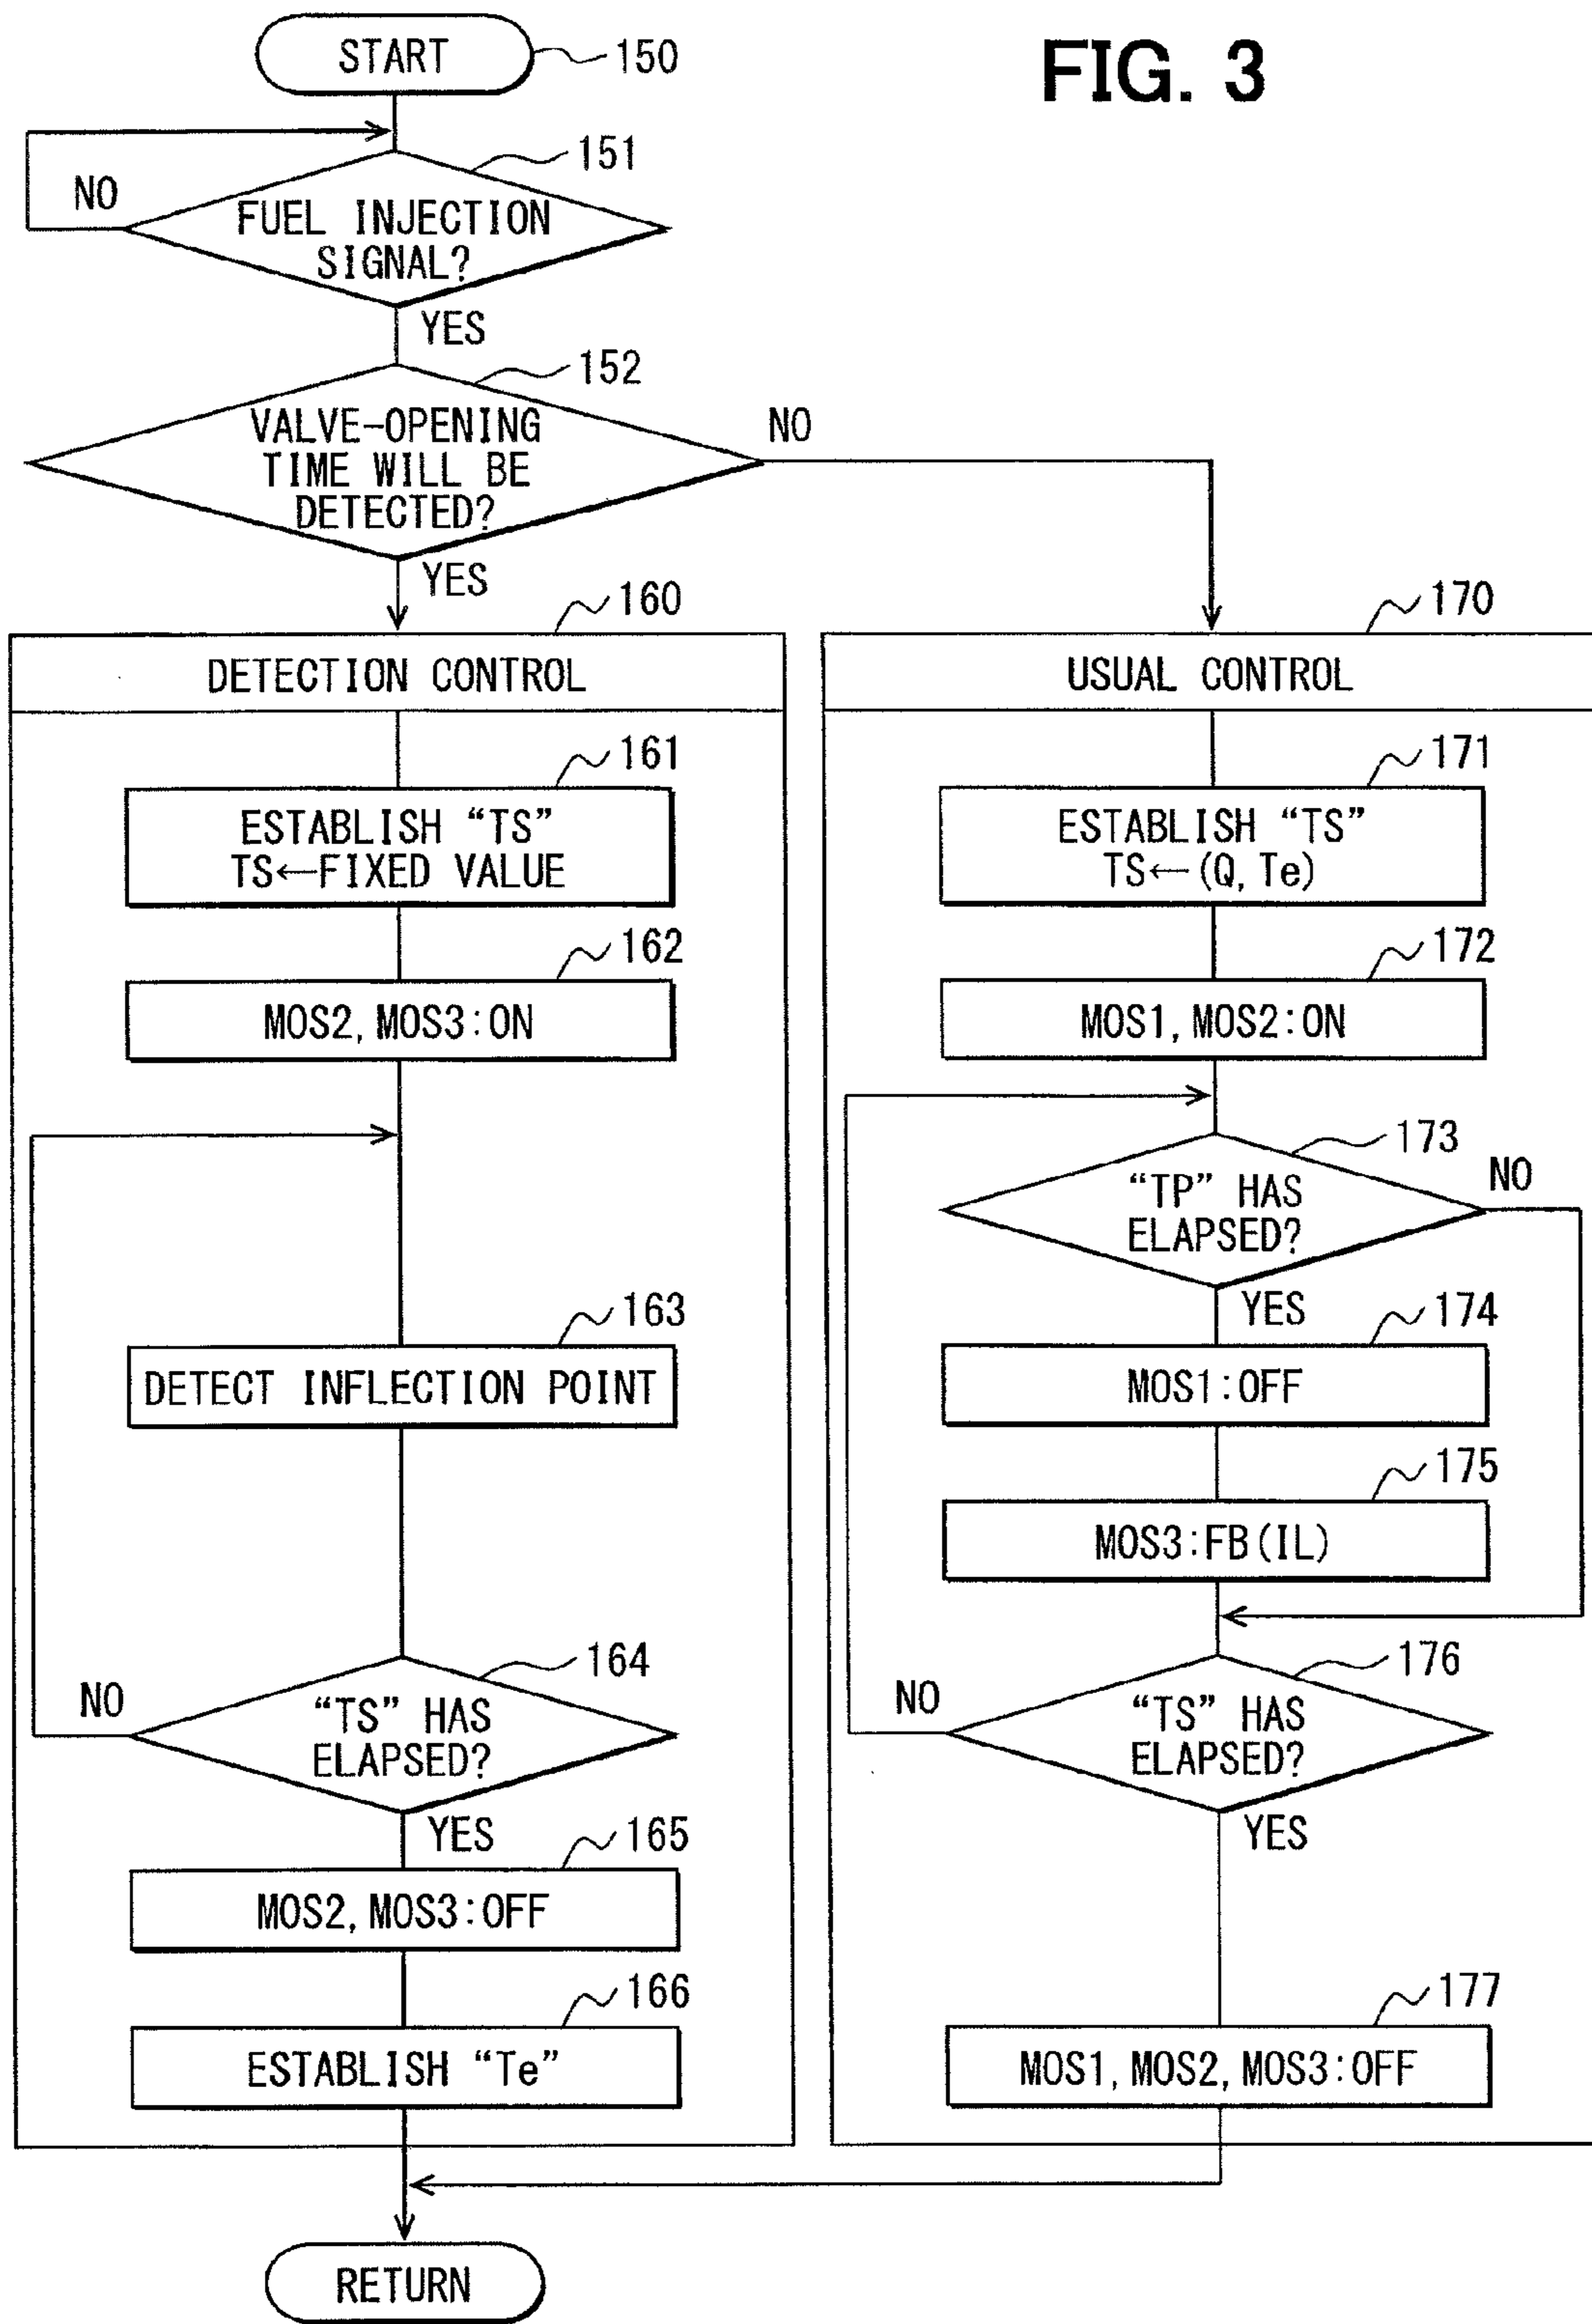 FIG. 3
START
150
151
NO
FUEL INJECTION
SIGNAL?
YES
152
VALVE-OPENING
TIME WILL BE
DETECTED?
NO
YES
160
DETECTION CONTROL
161
ESTABLISH “TS”
TS←FIXED VALUE
162
MOS2, MOS3:ON
163
DETECT INFLECTION POINT
164
NO
“TS” HAS
ELAPSED?
YES
165
MOS2, MOS3:OFF
166
ESTABLISH “Te”
170
USUAL CONTROL
171
ESTABLISH “TS”
TS←(Q, Te)
172
MOS1, MOS2:ON
173
“TP” HAS
ELAPSED?
NO
YES
174
MOS1:OFF
175
MOS3:FB(IL)
176
NO
“TS” HAS
ELAPSED?
YES
177
MOS1, MOS2, MOS3:OFF
RETURN